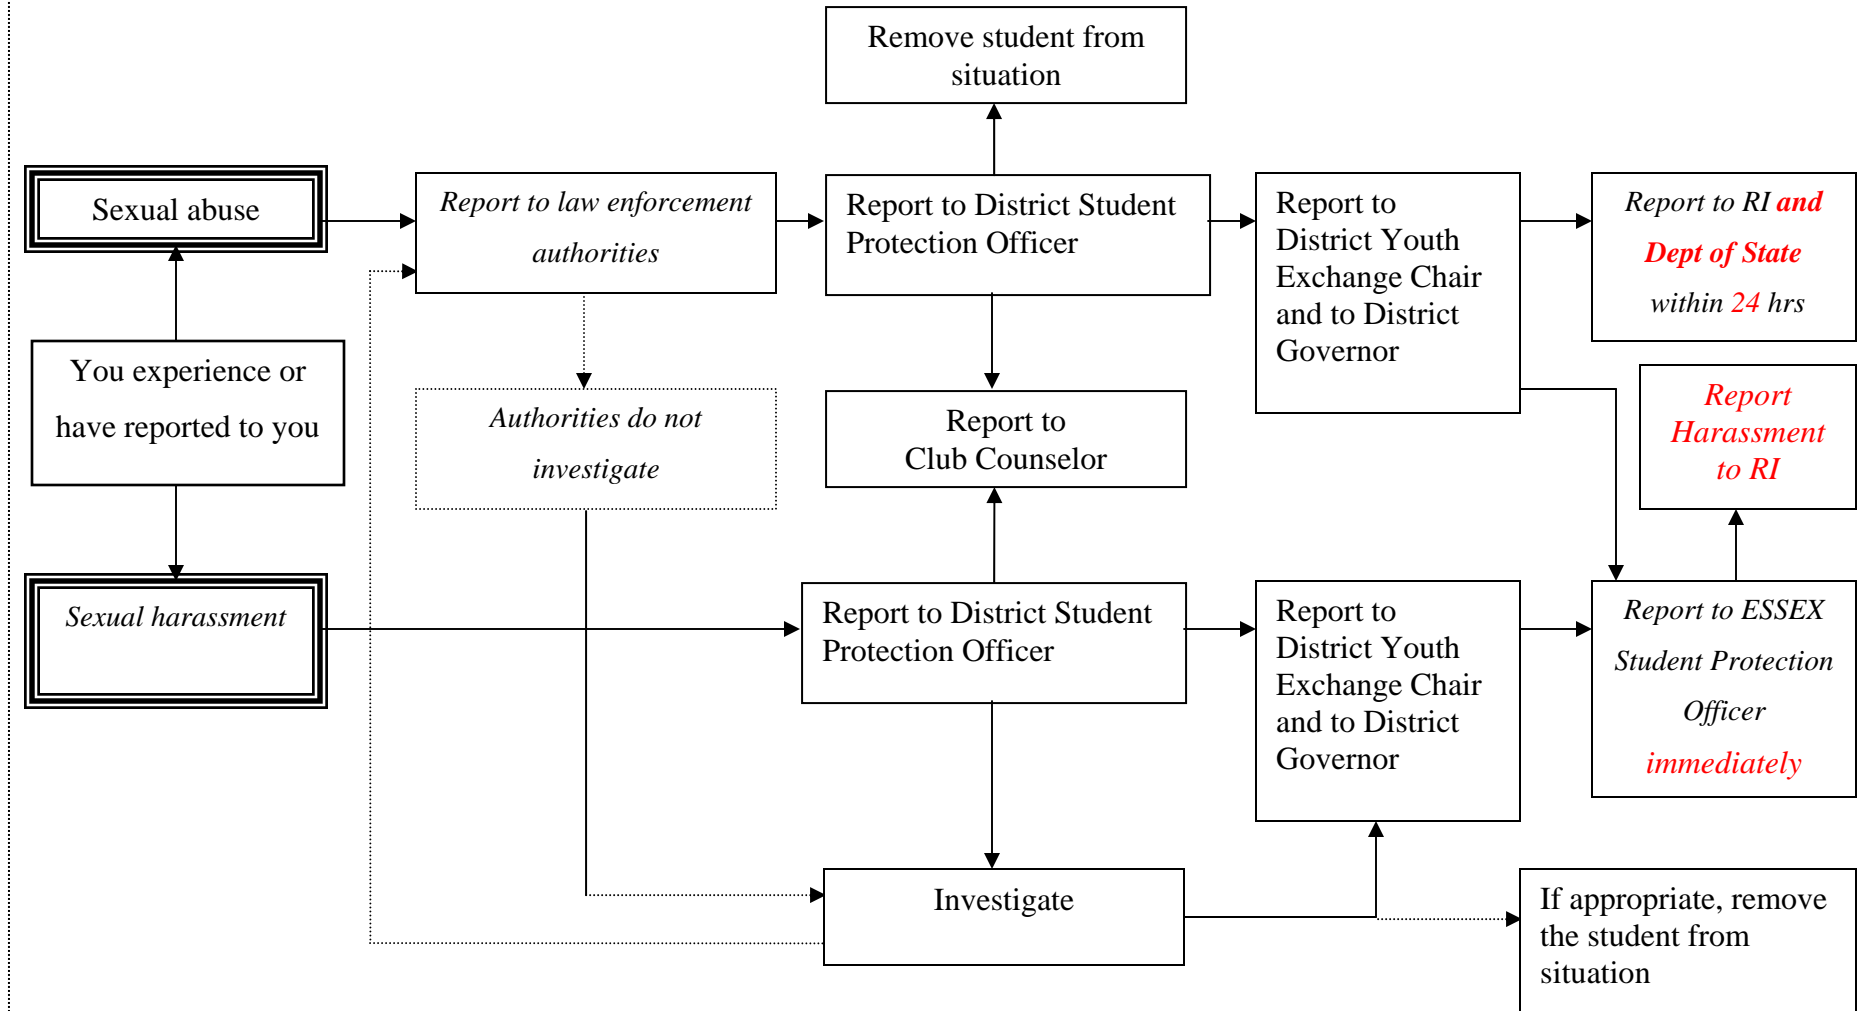 Remove student from
situation
Sexual abuse
Report to law enforcement
authorities
Report to District Student
Protection Officer
Report to
District Youth
Exchange Chair
and to District
Governor
Report to RI and
Dept of State
within 24 hrs
You experience or
have reported to you
Authorities do not
investigate
Report to
Club Counselor
Report
Harassment
to RI
Sexual harassment
Report to District Student
Protection Officer
Report to
District Youth
Exchange Chair
and to District
Governor
Report to ESSEX
Student Protection
Officer
immediately
Investigate
If appropriate, remove
the student from
situation